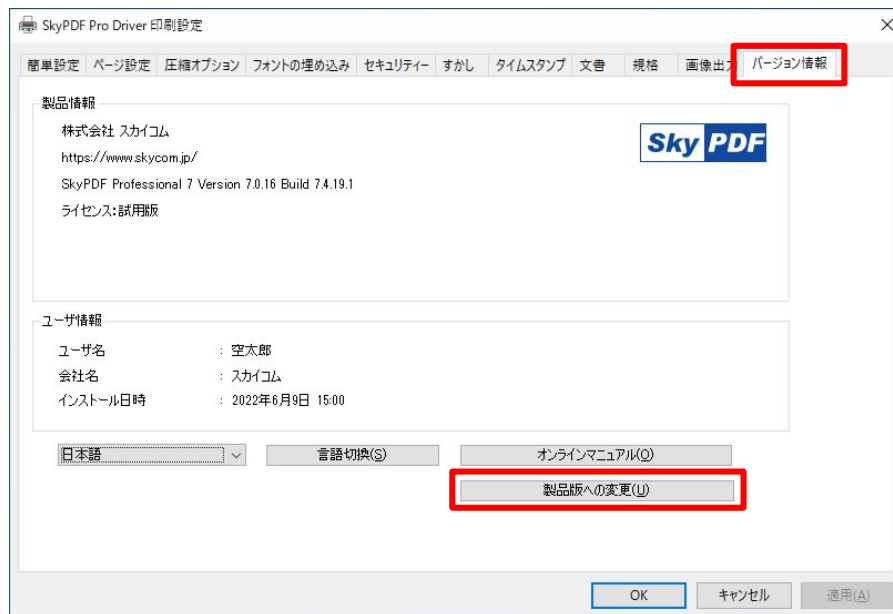 SkyPDF Pro Driver 印刷設定
簡単設定 ページ設定 圧縮オプション フォントの埋め込み セキュリティー すかし タイムスタンプ 文書 規格 画像出力 バージョン情報
製品情報
株式会社 スカイコム
Sky PDF
https://www.skycom.jp/
SkyPDF Professional 7 Version 7.0.16 Build 7.4.19.1
ライセンス:試用版
ユーザ情報
ユーザ名 : 空太郎
会社名 : スカイコム
インストール日時 : 2022年6月9日 15:00
日本語 言語切換(S) オンラインマニュアル(O)
製品版への変更(U)
OK キャンセル 適用(A)